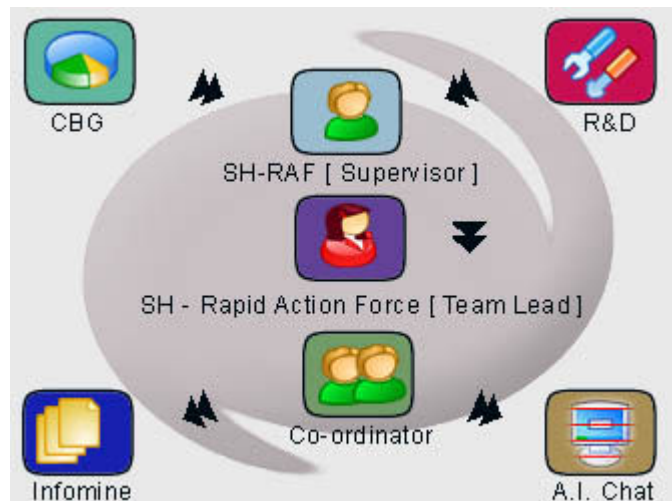 CBG
R&D
SH-RAF [ Supervisor ]
SH - Rapid Action Force [ Team Lead ]
Co-ordinator
Infomine
A.I. Chat